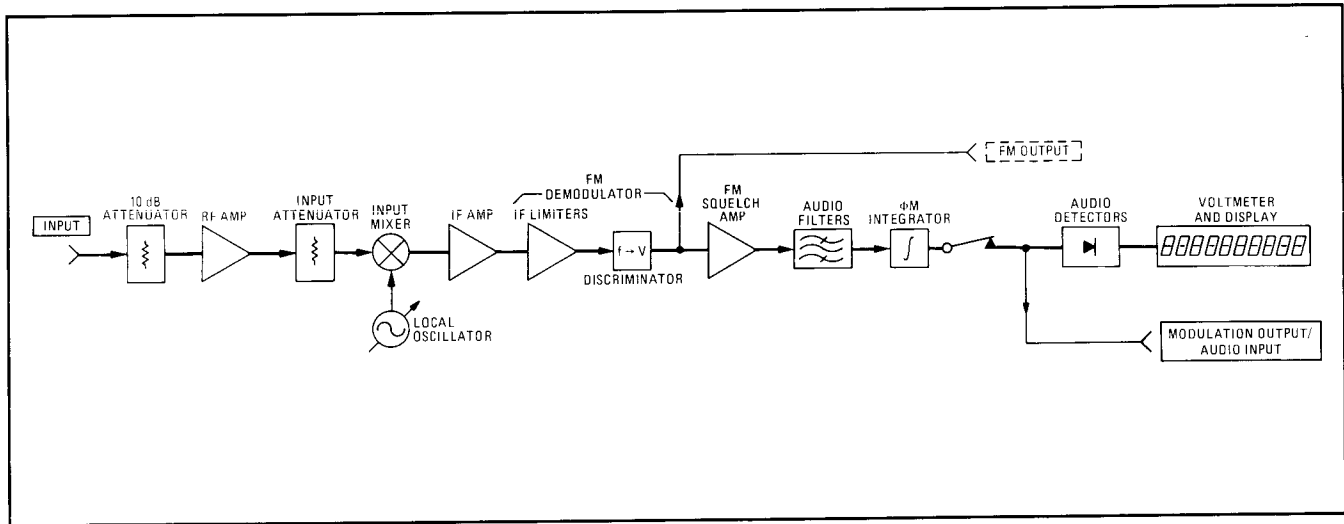 INPUT
10 dB
ATTENUATOR
RF AMP
INPUT
ATTENUATOR
INPUT
MIXER
LOCAL
OSCILLATOR
IF AMP
FM
DEMODULATOR
IF LIMITERS
f → V
DISCRIMINATOR
FM OUTPUT
FM
SQUELCH
AMP
AUDIO
FILTERS
ΦM
INTEGRATOR
∫
AUDIO
DETECTORS
VOLTMETER
AND DISPLAY
8888888888
MODULATION OUTPUT/
AUDIO INPUT